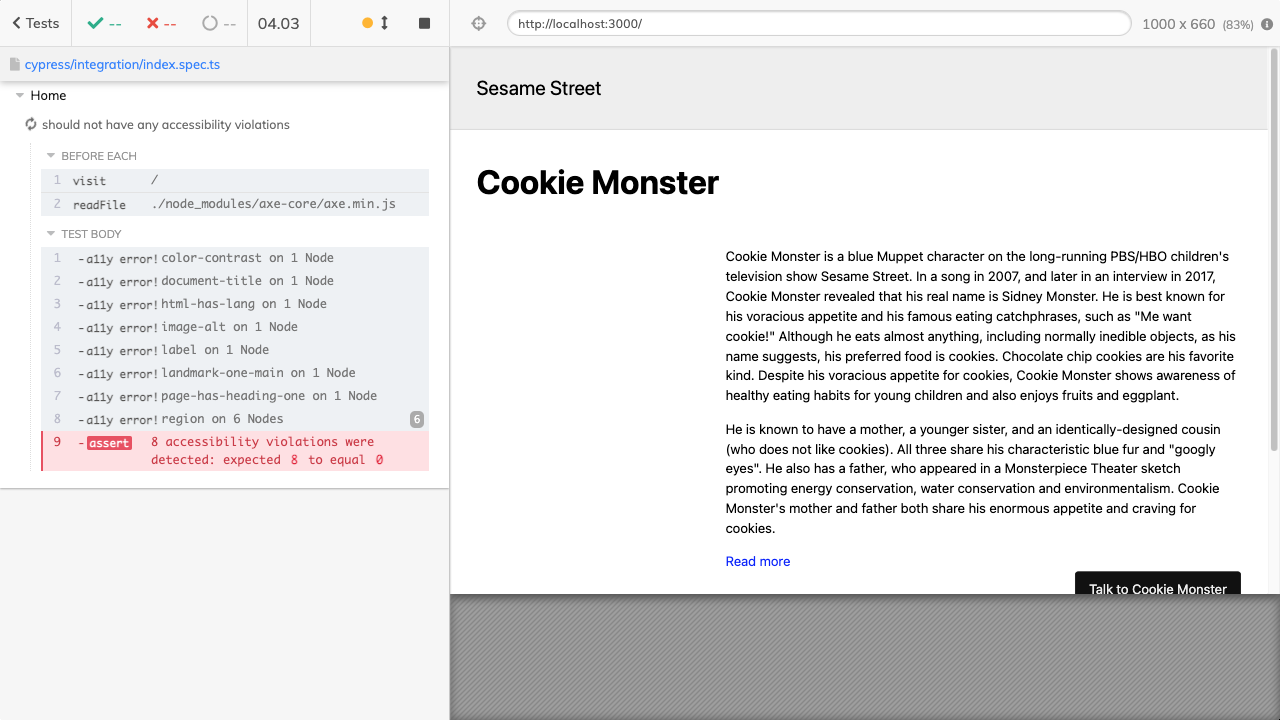 Tests
--
--
--
04.03
http://localhost:3000/
1000 x 660 (83%)
cypress/integration/index.spec.ts
Home
should not have any accessibility violations
BEFORE EACH
1 visit /
2 readFile ./node_modules/axe-core/axe.min.js
TEST BODY
1 -a11y error! color-contrast on 1 Node
2 -a11y error! document-title on 1 Node
3 -a11y error! html-has-lang on 1 Node
4 -a11y error! image-alt on 1 Node
5 -a11y error! label on 1 Node
6 -a11y error! landmark-one-main on 1 Node
7 -a11y error! page-has-heading-one on 1 Node
8 -a11y error! region on 6 Nodes 6
9 -assert 8 accessibility violations were
detected: expected 8 to equal 0
Sesame Street
Cookie Monster
Cookie Monster is a blue Muppet character on the long-running PBS/HBO children's
television show Sesame Street. In a song in 2007, and later in an interview in 2017,
Cookie Monster revealed that his real name is Sidney Monster. He is best known for
his voracious appetite and his famous eating catchphrases, such as "Me want
cookie!" Although he eats almost anything, including normally inedible objects, as his
name suggests, his preferred food is cookies. Chocolate chip cookies are his favorite
kind. Despite his voracious appetite for cookies, Cookie Monster shows awareness of
healthy eating habits for young children and also enjoys fruits and eggplant.
He is known to have a mother, a younger sister, and an identically-designed cousin
(who does not like cookies). All three share his characteristic blue fur and "googly
eyes". He also has a father, who appeared in a Monsterpiece Theater sketch
promoting energy conservation, water conservation and environmentalism. Cookie
Monster's mother and father both share his enormous appetite and craving for
cookies.
Read more
Talk to Cookie Monster